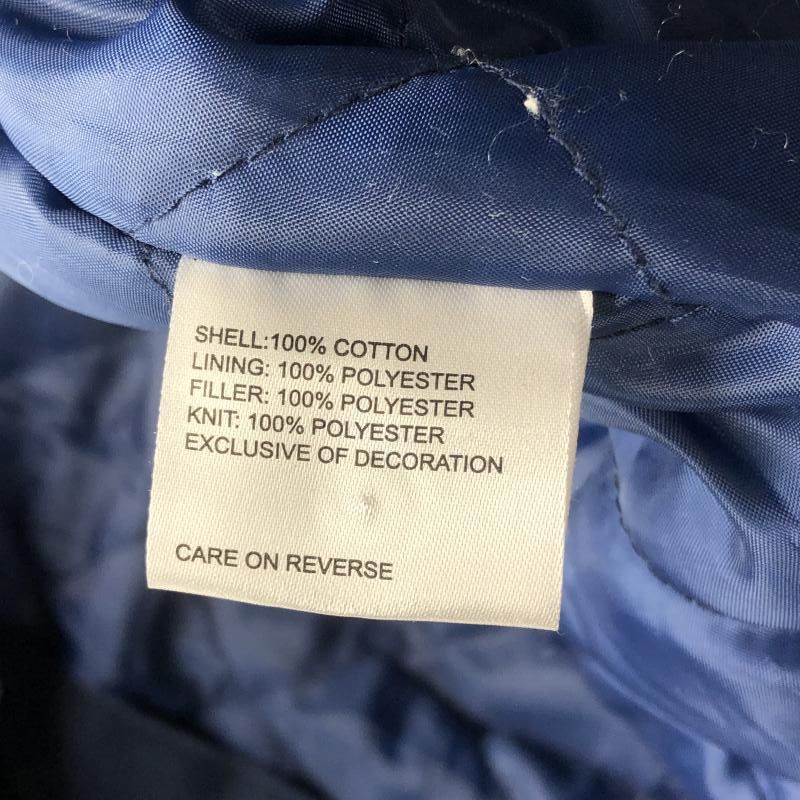 SHELL:100% COTTON
LINING: 100% POLYESTER
FILLER: 100% POLYESTER
KNIT: 100% POLYESTER
EXCLUSIVE OF DECORATION
CARE ON REVERSE